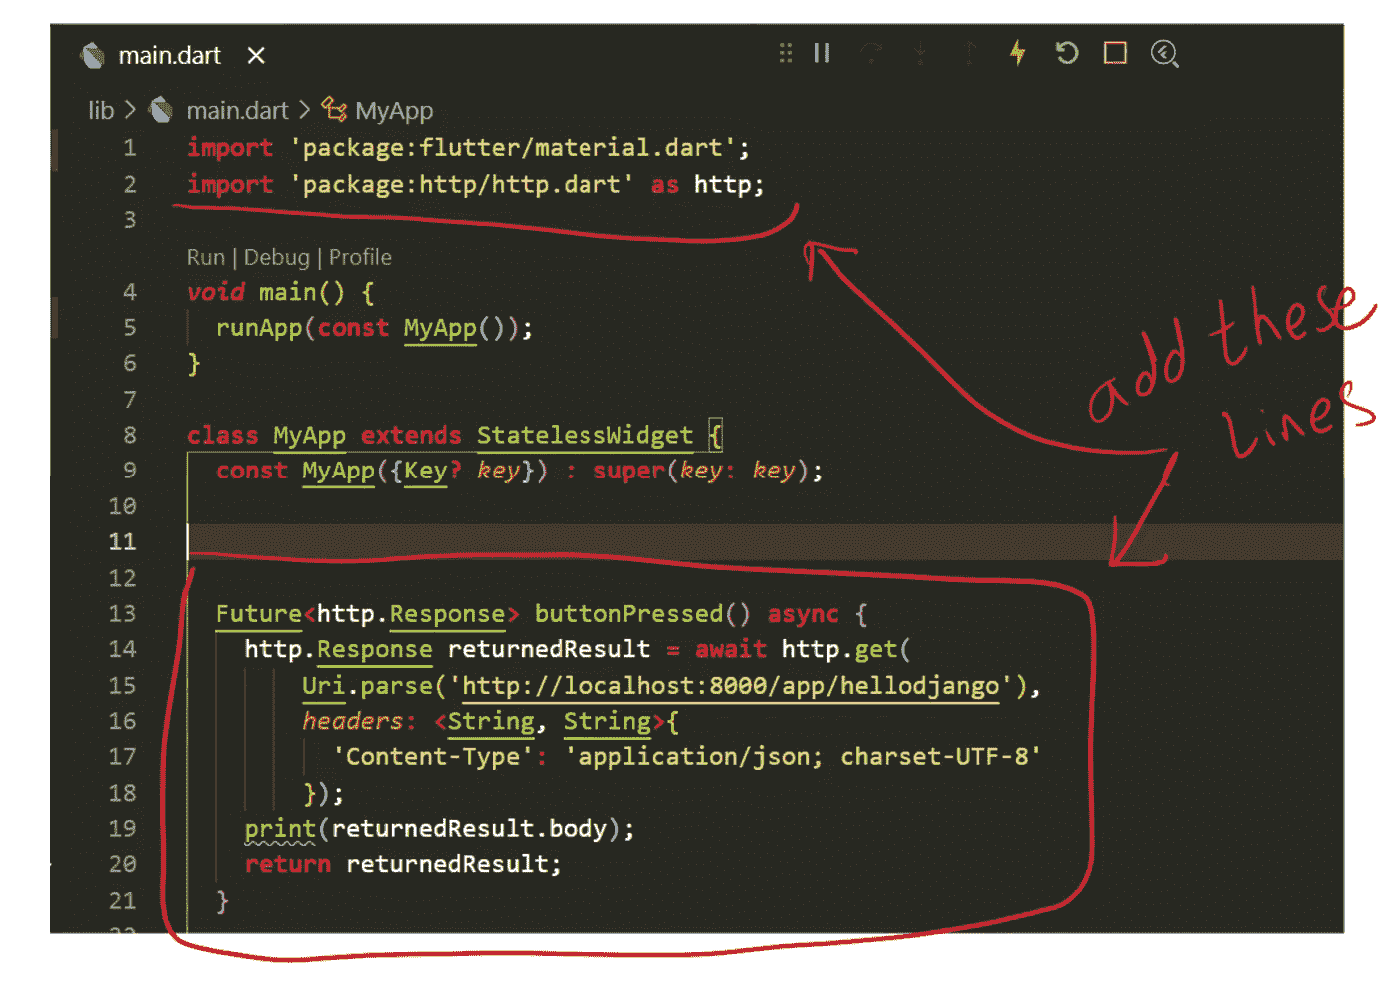 main.dart ×
lib > main.dart > MyApp
1 import 'package:flutter/material.dart';
2 import 'package:http/http.dart' as http;
3
Run | Debug | Profile
4 void main() {
5 runApp(const MyApp());
6 }
7
8 class MyApp extends StatelessWidget {
9 const MyApp({Key? key}) : super(key: key);
10
11
12
13 Future<http.Response> buttonPressed() async {
14 http.Response returnedResult = await http.get(
15 Uri.parse('http://localhost:8000/app/hellodjango'),
16 headers: <String, String>{
17 'Content-Type': 'application/json; charset-UTF-8'
18 });
19 print(returnedResult.body);
20 return returnedResult;
21 }
add these
lines